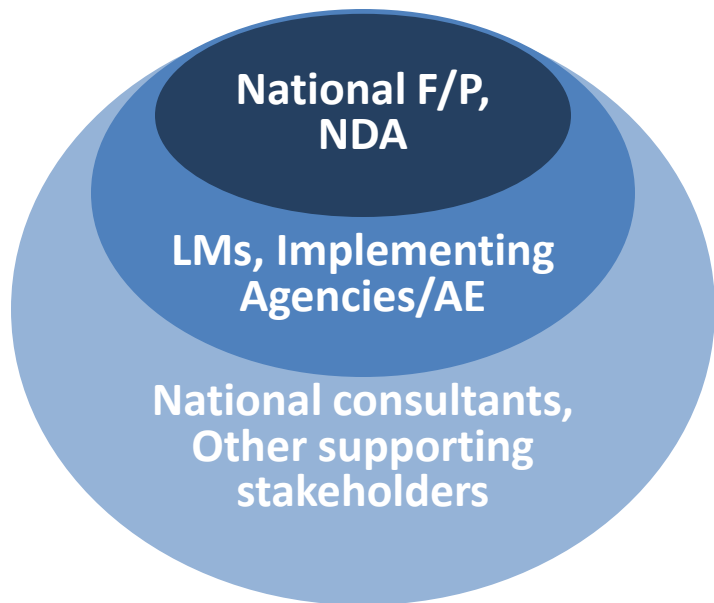 National F/P,
NDA
LMs, Implementing
Agencies/AE
National consultants,
Other supporting
stakeholders